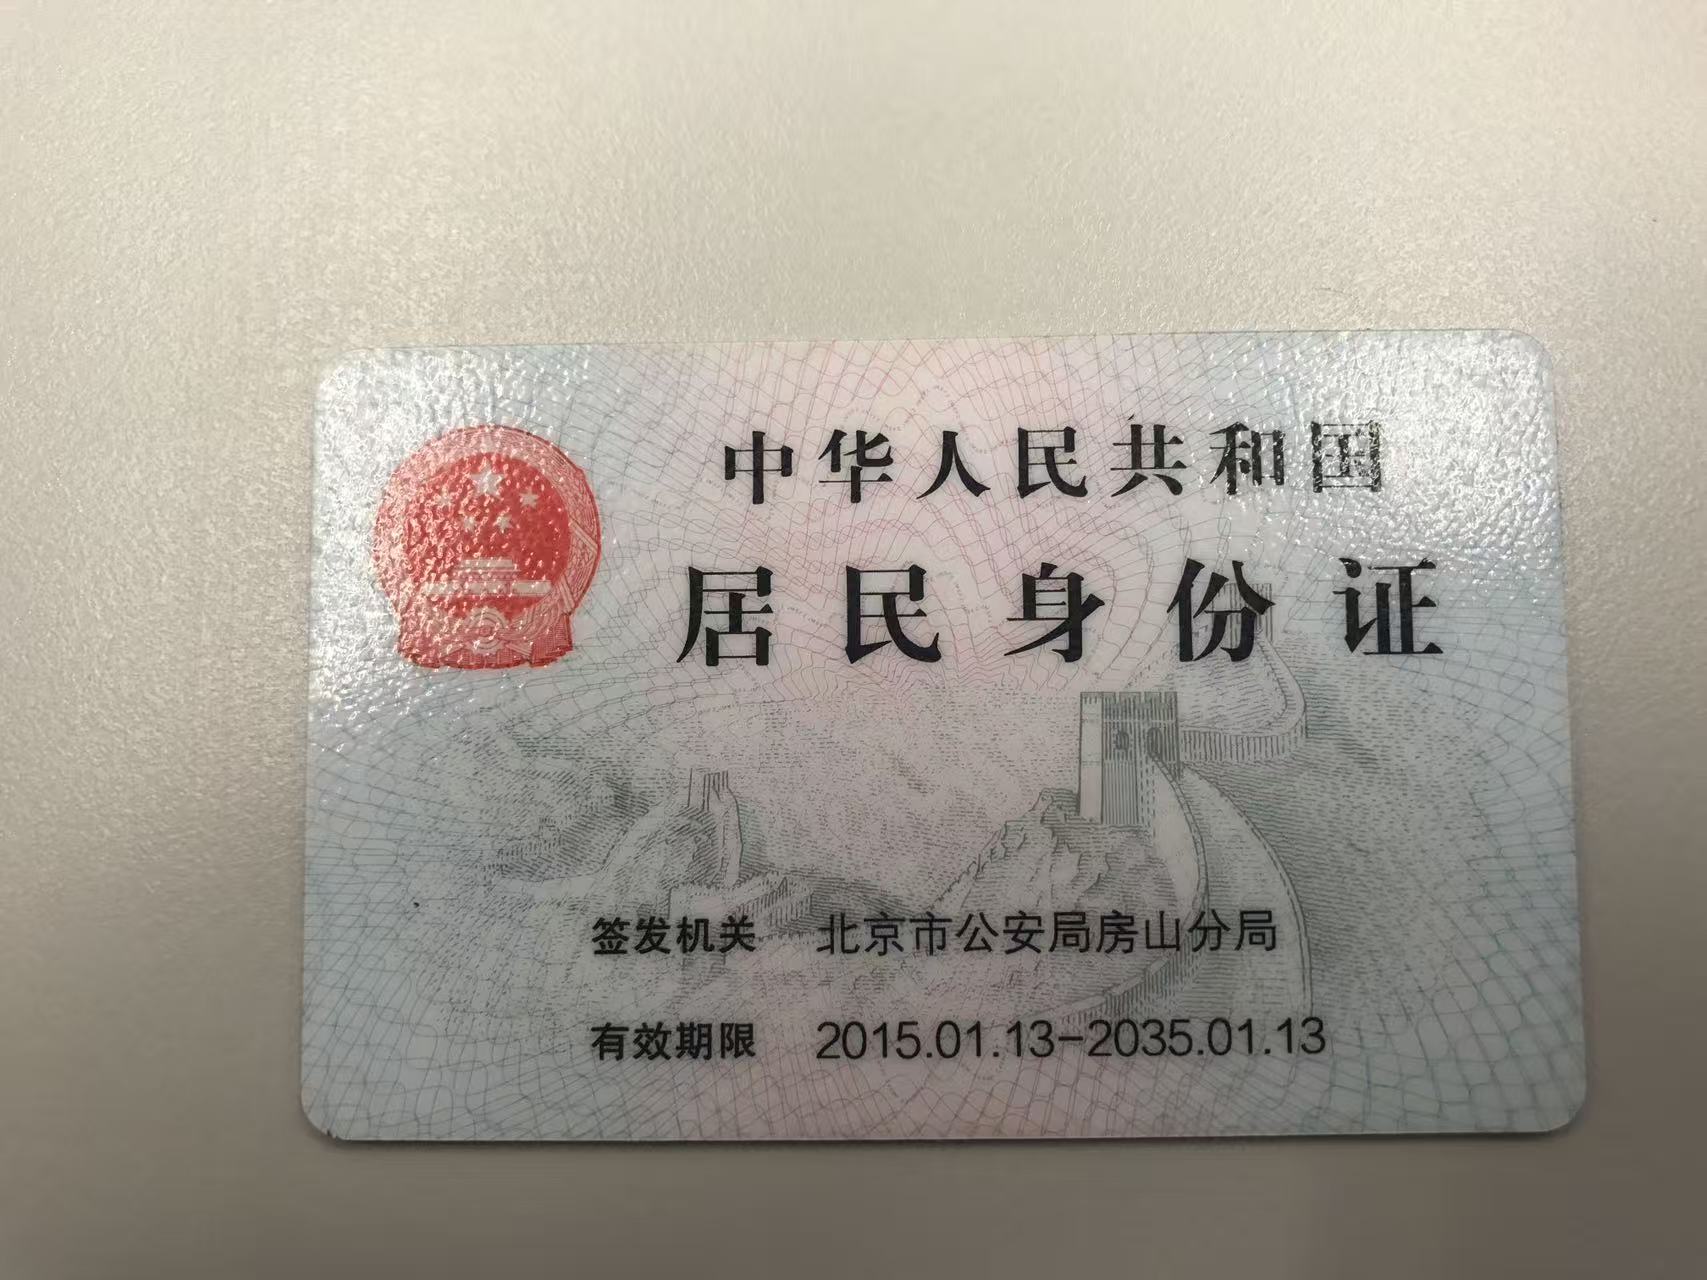 中华人民共和国
居民身份证
签发机关 北京市公安局房山分局
有效期限 2015.01.13-2035.01.13